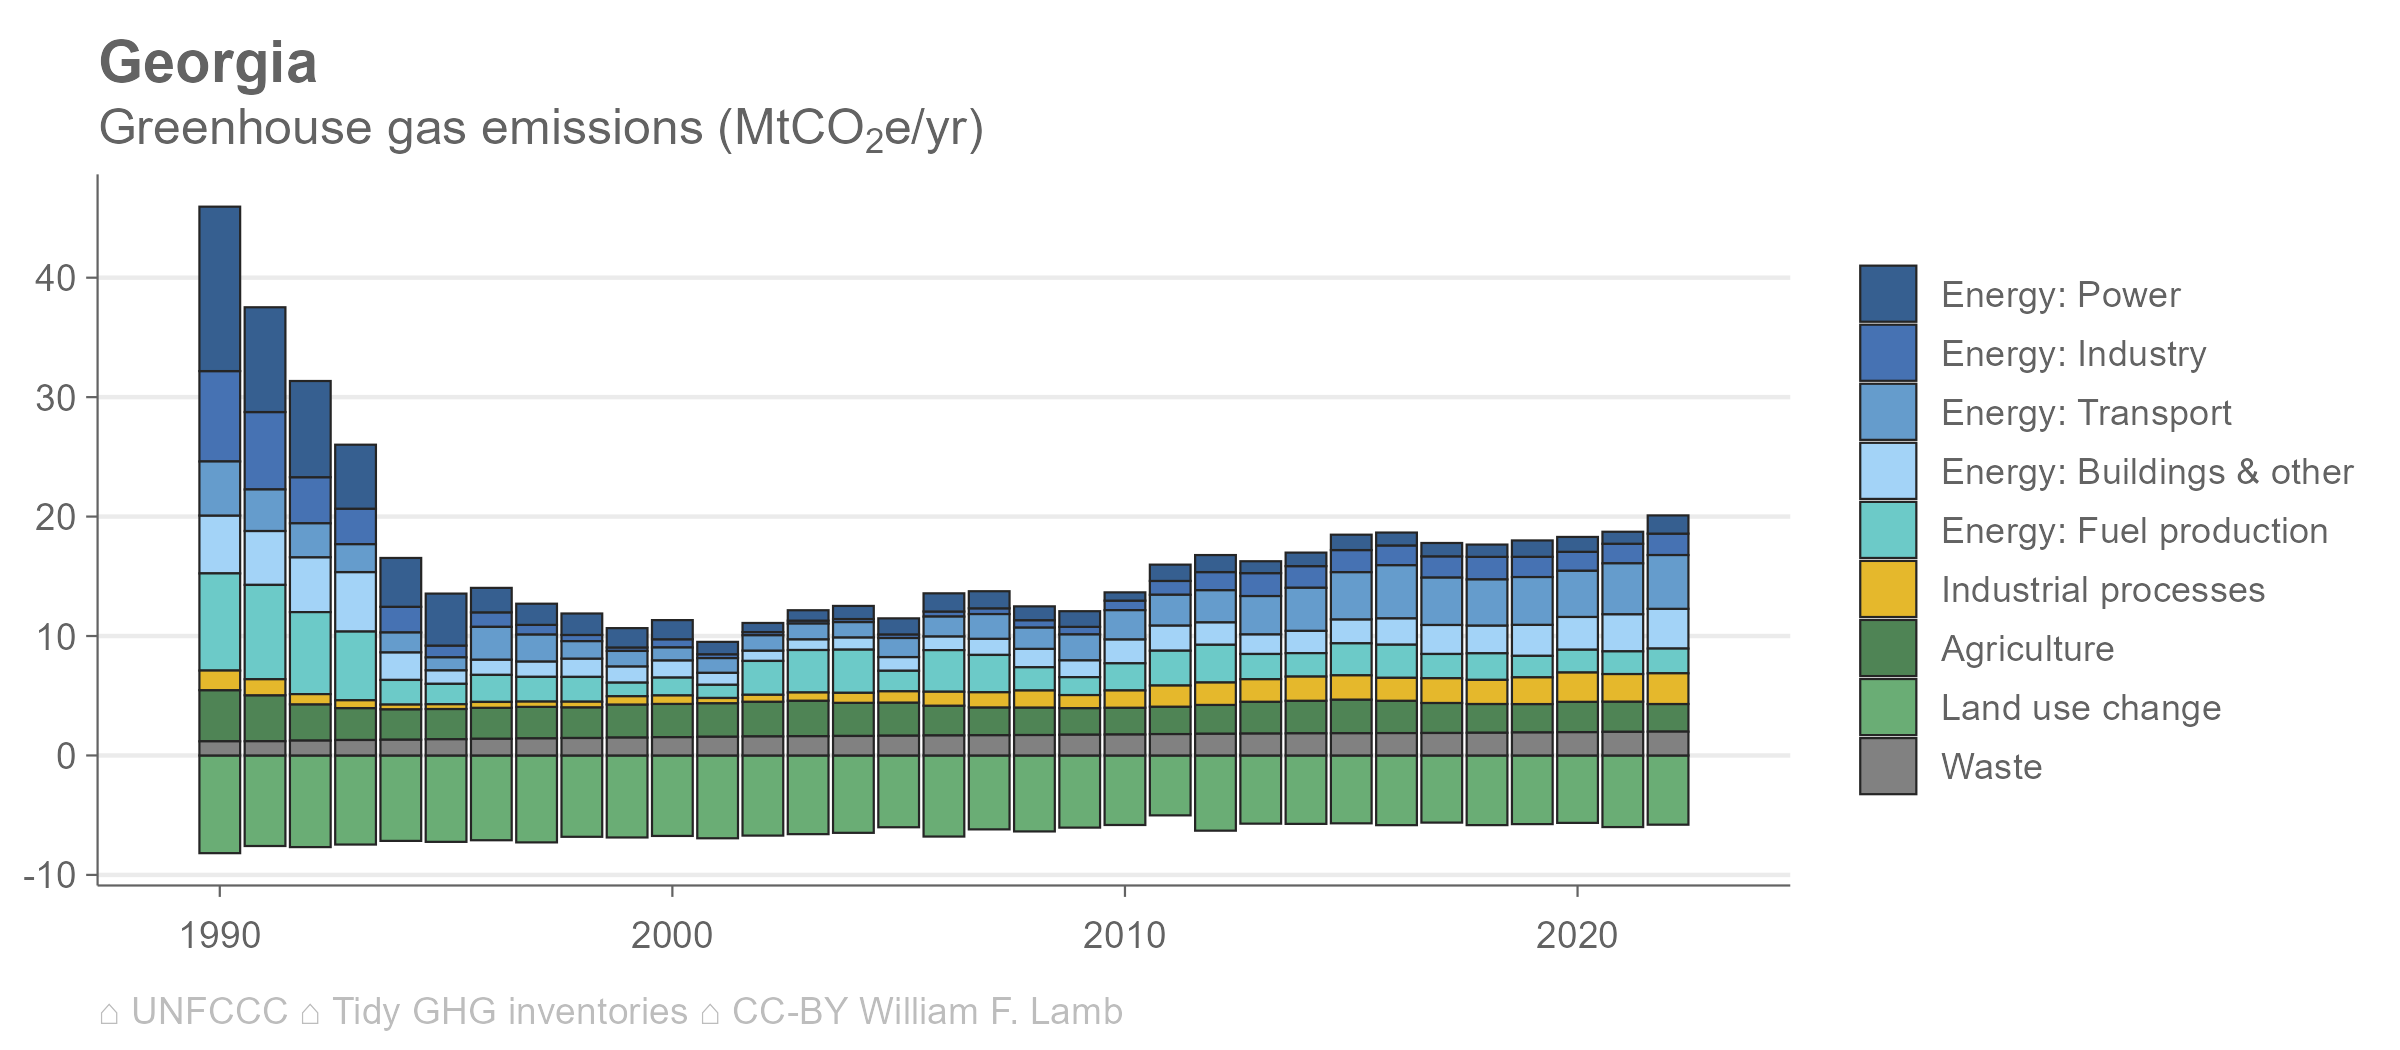 Georgia
Greenhouse gas emissions (MtCO₂e/yr)
40
30
20
10
0
-10
1990 2000 2010 2020
Energy: Power
Energy: Industry
Energy: Transport
Energy: Buildings & other
Energy: Fuel production
Industrial processes
Agriculture
Land use change
Waste
⌂ UNFCCC ⌂ Tidy GHG inventories ⌂ CC-BY William F. Lamb